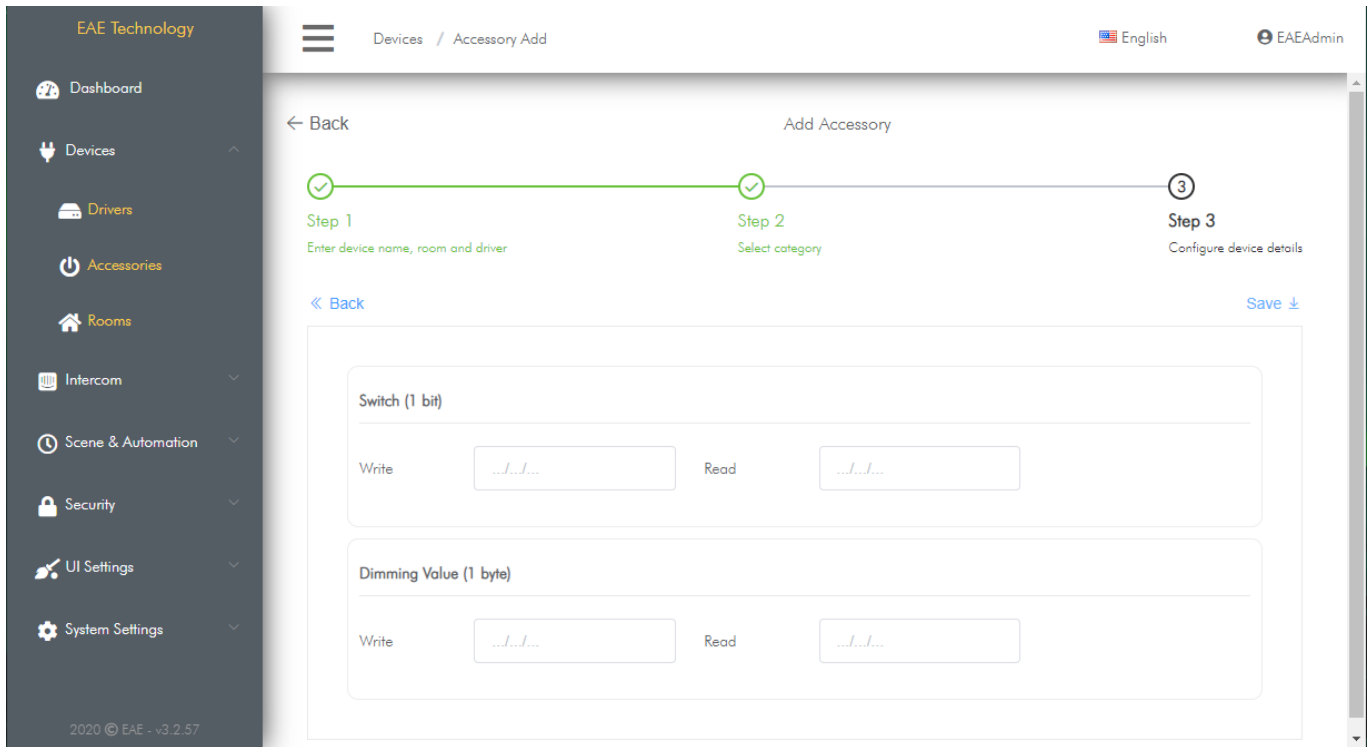 EAE Technology
Devices / Accessory Add
English
EAEAdmin
Dashboard
Devices
Drivers
Accessories
Rooms
Intercom
Scene & Automation
Security
UI Settings
System Settings
2020 © EAE - v3.2.57
← Back
Add Accessory
3
Step 1
Step 2
Step 3
Enter device name, room and driver
Select category
Configure device details
« Back
Save
Switch (1 bit)
Write .../.../... Read .../.../...
Dimming Value (1 byte)
Write .../.../... Read .../.../...